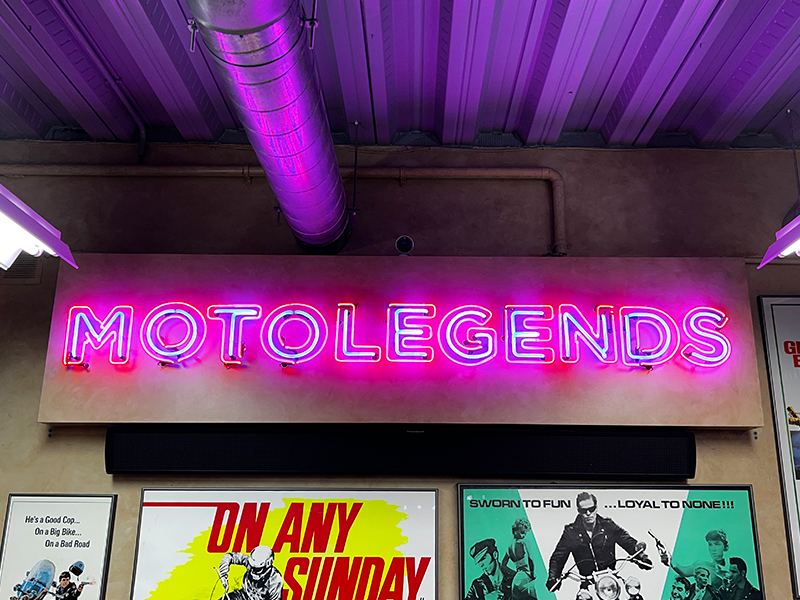 MOTOLEGENDS
He's a Good Cop...
On a Big Bike...
On a Bad Road
ON ANY
SUNDAY
SWORN TO FUN ...LOYAL TO NONE!!!